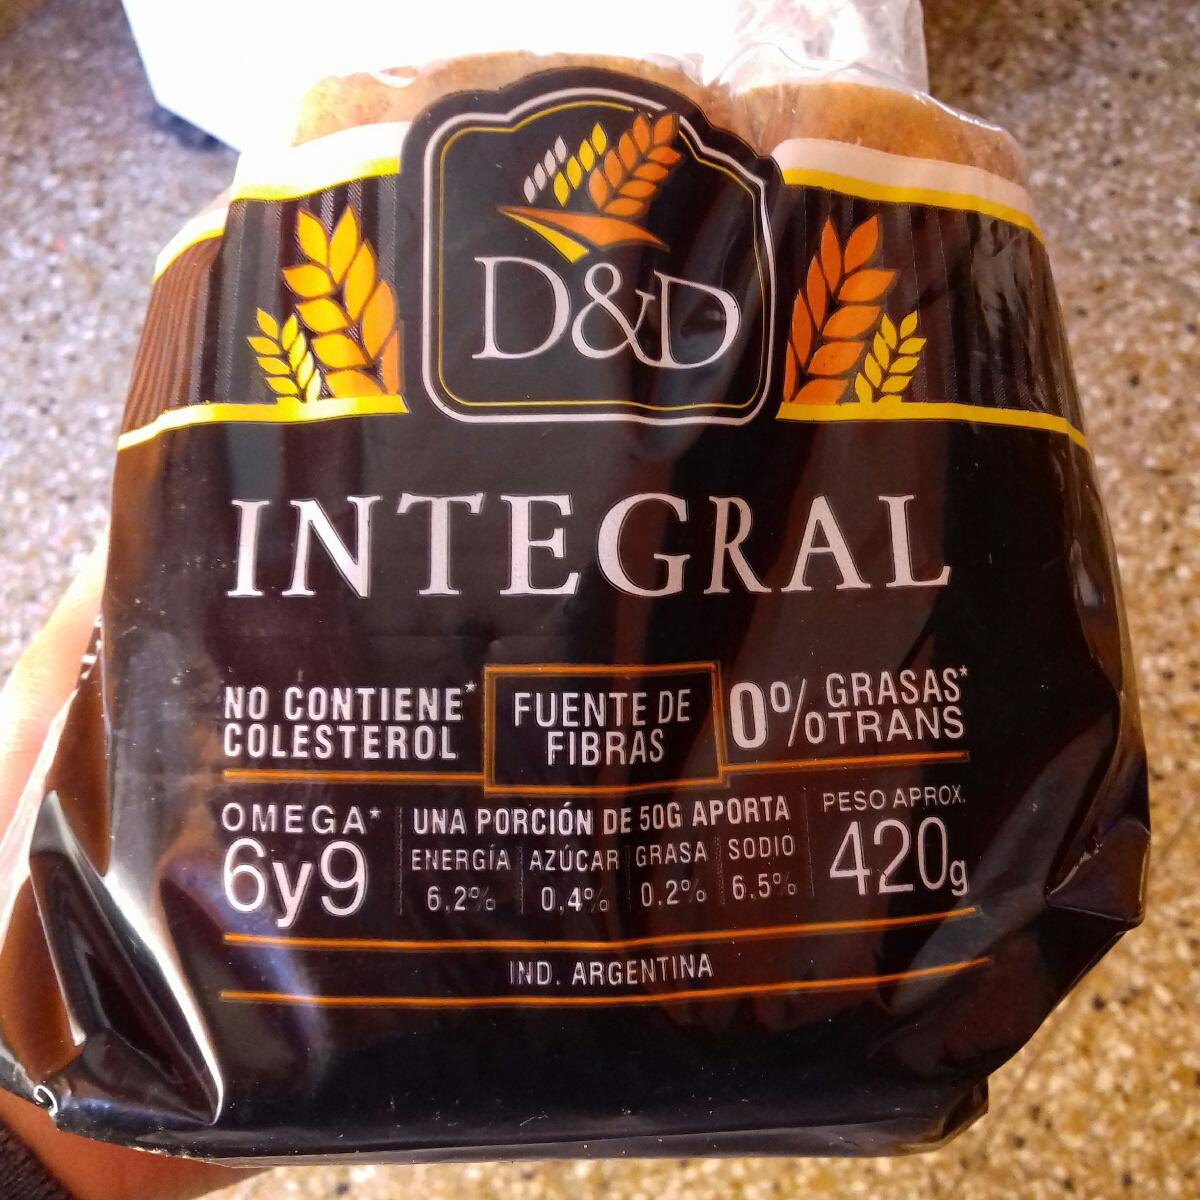 D&D
INTEGRAL
NO CONTIENE*
COLESTEROL
FUENTE DE
FIBRAS
0% GRASAS*
TRANS
OMEGA*
6y9
UNA PORCIÓN DE 50G APORTA
ENERGÍA AZÚCAR GRASA SODIO
6.2% 0,4% 0.2% 6.5%
PESO APROX.
420g
IND. ARGENTINA